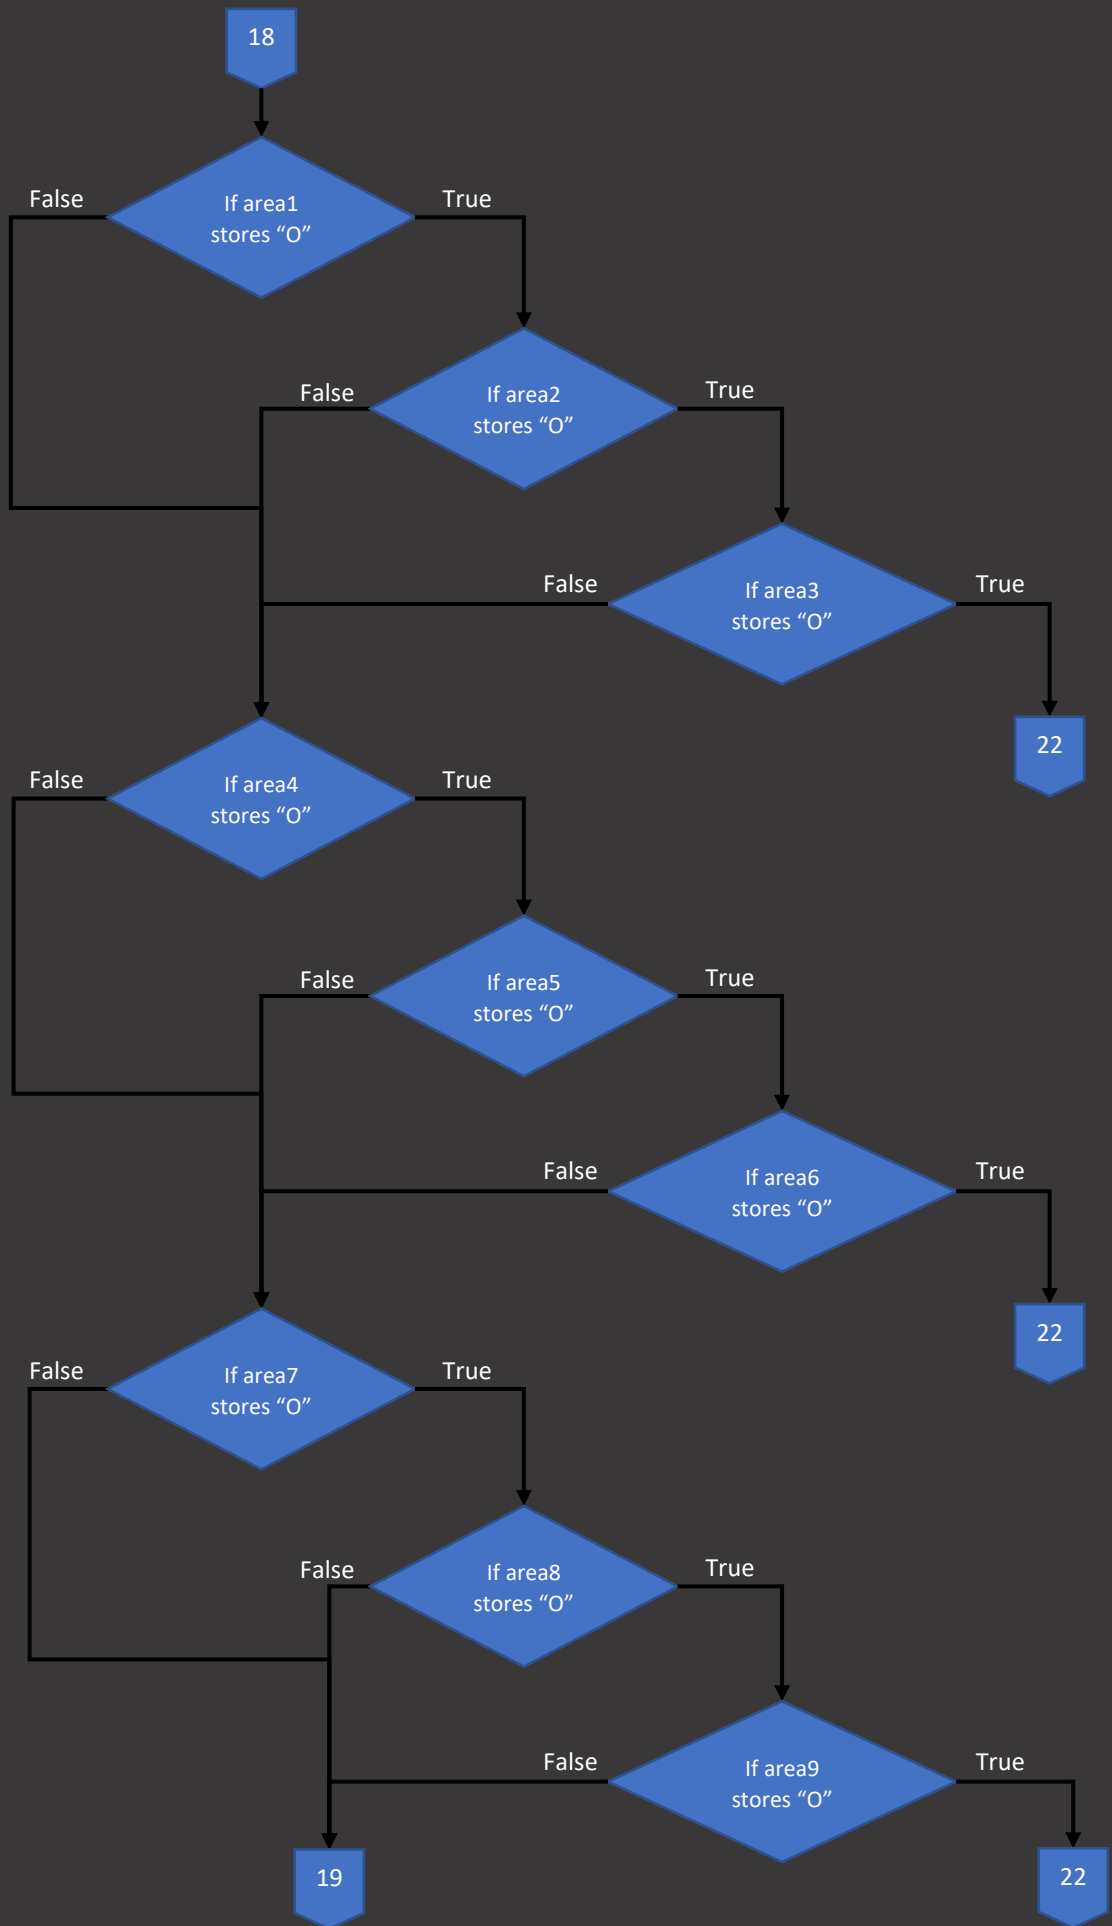 18
False
True
If area1
stores “O”
False
True
If area2
stores “O”
False
True
If area3
stores “O”
22
False
True
If area4
stores “O”
False
True
If area5
stores “O”
False
True
If area6
stores “O”
22
False
True
If area7
stores “O”
False
True
If area8
stores “O”
False
True
If area9
stores “O”
19
22